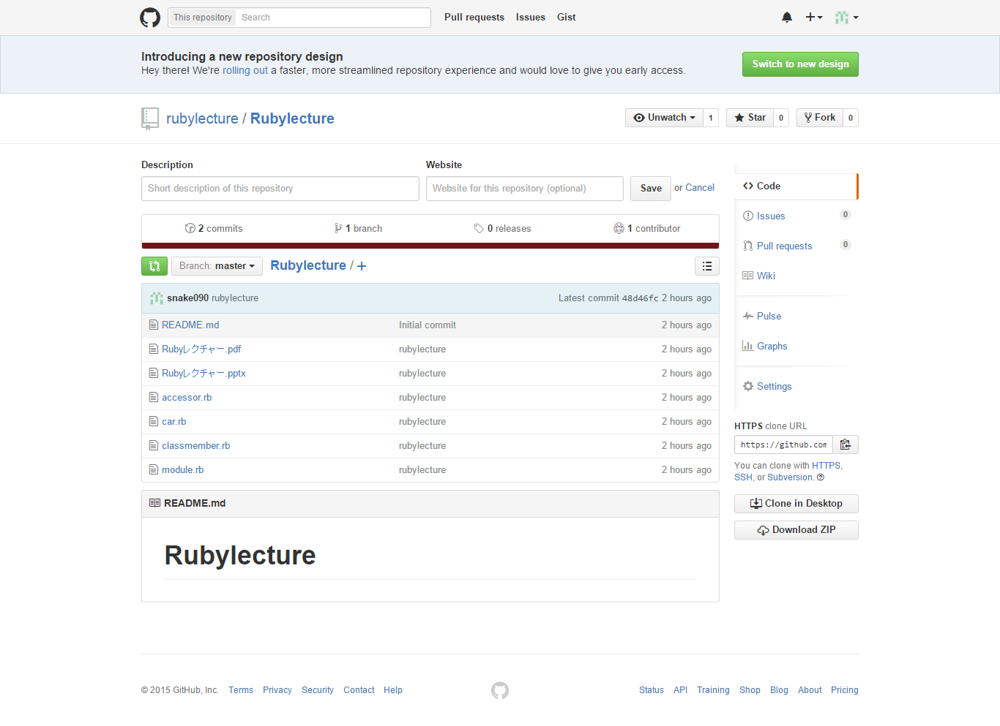 This repository Search Pull requests Issues Gist
Introducing a new repository design
Hey there! We're rolling out a faster, more streamlined repository experience and would love to give you early access.
Switch to new design
rubylecture / Rubylecture
Unwatch 1 Star 0 Fork 0
Description Website
Short description of this repository Website for this repository (optional) Save or Cancel
2 commits 1 branch 0 releases 1 contributor
Branch: master Rubylecture / +
snake090 rubylecture Latest commit 48d46fc 2 hours ago
README.md Initial commit 2 hours ago
Rubyレクチャー.pdf rubylecture 2 hours ago
Rubyレクチャー.pptx rubylecture 2 hours ago
accessor.rb rubylecture 2 hours ago
car.rb rubylecture 2 hours ago
classmember.rb rubylecture 2 hours ago
module.rb rubylecture 2 hours ago
README.md
Rubylecture
Code
Issues 0
Pull requests 0
Wiki
Pulse
Graphs
Settings
HTTPS clone URL
https://github.com
You can clone with HTTPS,
SSH, or Subversion.
Clone in Desktop
Download ZIP
© 2015 GitHub, Inc. Terms Privacy Security Contact Help
Status API Training Shop Blog About Pricing